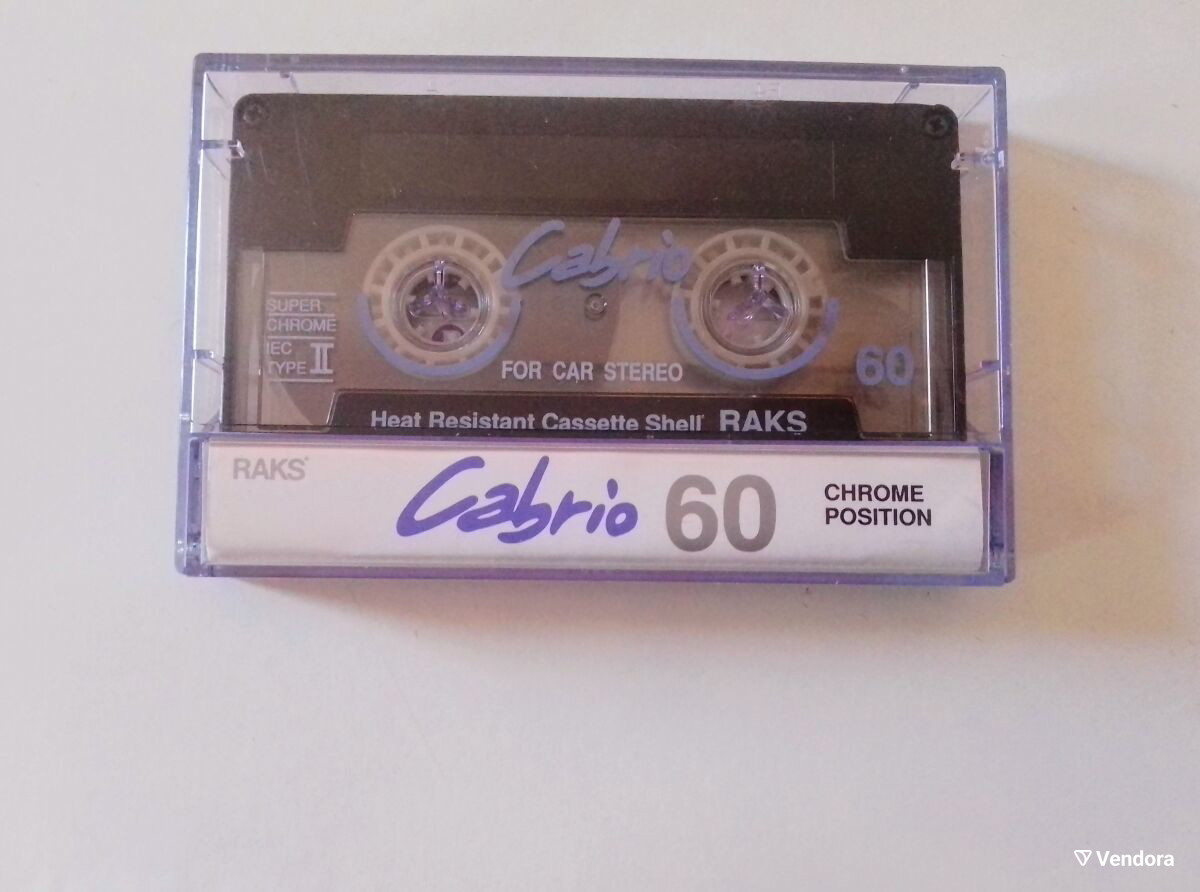 Cabrio
SUPER
CHROME
IEC
TYPE II
FOR CAR STEREO
60
Heat Resistant Cassette Shell RAKS
RAKS
Cabrio 60
CHROME
POSITION
Vendora